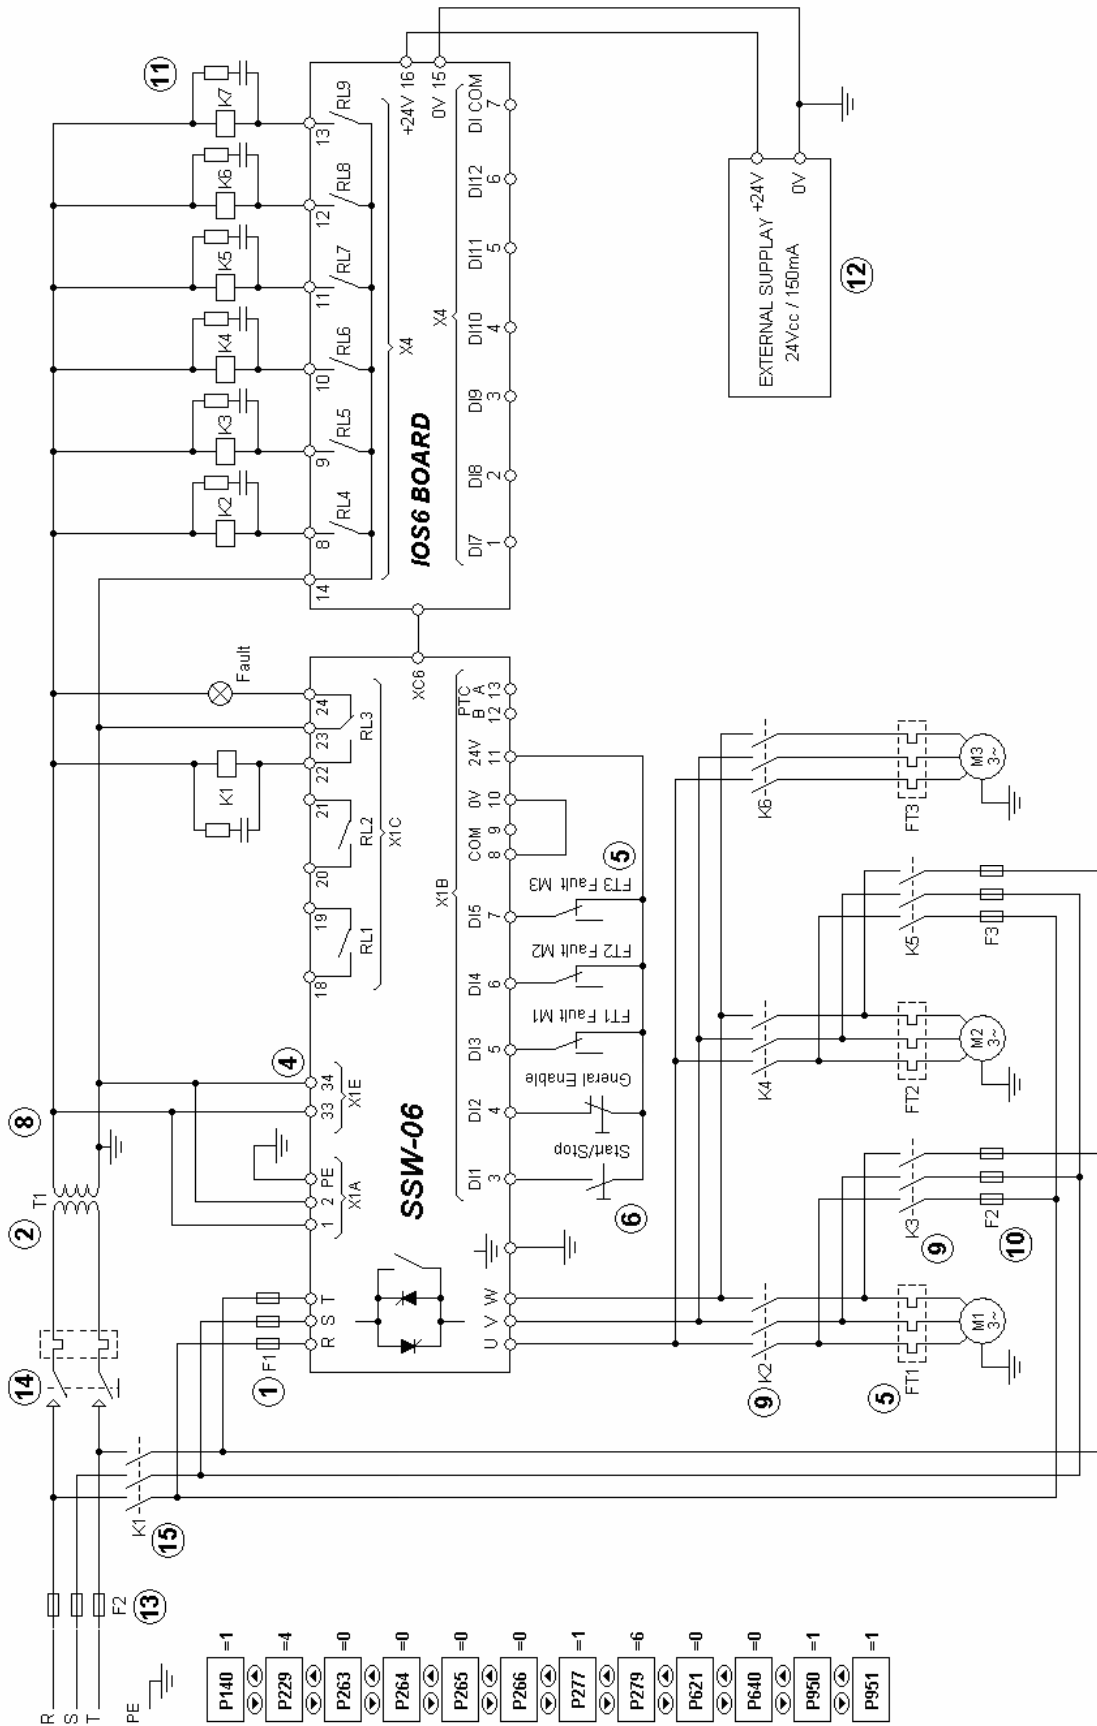 R
S
T
PE
F2
13
K1
15
14
2
T1
8
1
F1
R
S
T
1
2
PE
X1A
33
34
X1E
4
18
19
RL1
20
21
RL2
X1C
22
23
24
RL3
K1
Fault
SSW-06
XC6
U
V
W
X1B
DI1
3
DI2
4
DI3
5
DI4
6
DI5
7
COM
8
9
0V
10
24V
11
PTC
B
A
12
13
Start/Stop
Gneral Enable
FT1 Fault M1
FT2 Fault M2
FT3 Fault M3
5
6
11
K2
K3
K4
K5
K6
K7
14
8
9
10
11
12
13
RL4
RL5
RL6
RL7
RL8
RL9
X4
+24V 16
0V 15
IOS6 BOARD
X4
DI7
1
DI8
2
DI9
3
DI10
4
DI11
5
DI12
6
DI COM
7
EXTERNAL SUPPLAY
24Vcc / 150mA
+24V
0V
12
9
K2
K3
9
F2
10
5
FT1
M1
3~
K4
FT2
M2
3~
K5
F3
K6
FT3
M3
3~
P140 =1
P229 =4
P263 =0
P264 =0
P265 =0
P266 =0
P277 =1
P279 =6
P621 =0
P640 =0
P950 =1
P951 =1